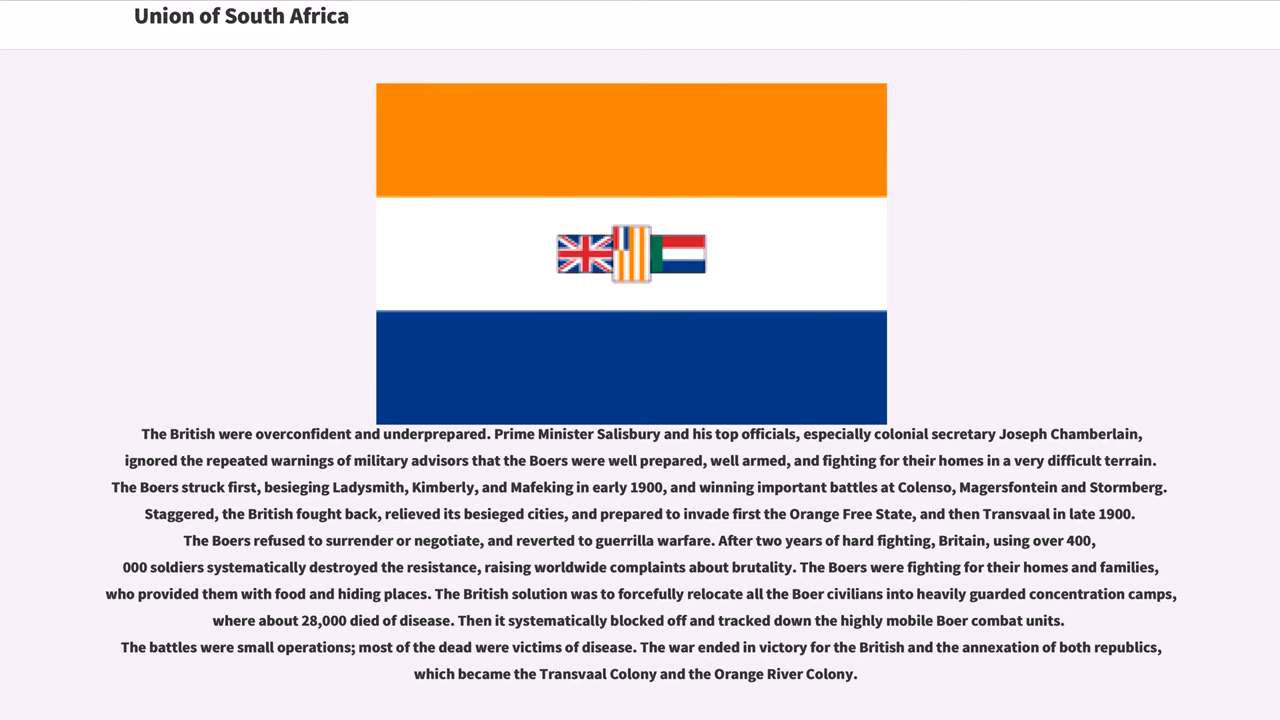 Union of South Africa
The British were overconfident and underprepared. Prime Minister Salisbury and his top officials, especially colonial secretary Joseph Chamberlain,
ignored the repeated warnings of military advisors that the Boers were well prepared, well armed, and fighting for their homes in a very difficult terrain.
The Boers struck first, besieging Ladysmith, Kimberly, and Mafeking in early 1900, and winning important battles at Colenso, Magersfontein and Stormberg.
Staggered, the British fought back, relieved its besieged cities, and prepared to invade first the Orange Free State, and then Transvaal in late 1900.
The Boers refused to surrender or negotiate, and reverted to guerrilla warfare. After two years of hard fighting, Britain, using over 400,
000 soldiers systematically destroyed the resistance, raising worldwide complaints about brutality. The Boers were fighting for their homes and families,
who provided them with food and hiding places. The British solution was to forcefully relocate all the Boer civilians into heavily guarded concentration camps,
where about 28,000 died of disease. Then it systematically blocked off and tracked down the highly mobile Boer combat units.
The battles were small operations; most of the dead were victims of disease. The war ended in victory for the British and the annexation of both republics,
which became the Transvaal Colony and the Orange River Colony.